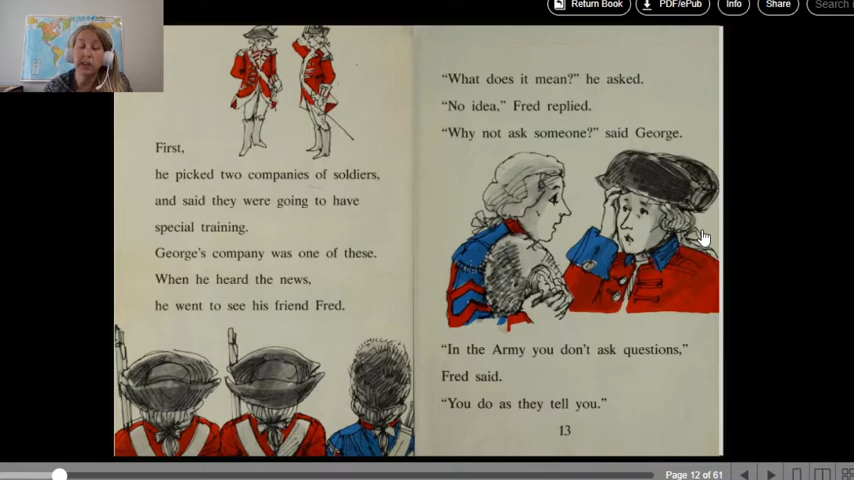 Return Book
PDF/ePub
Info
Share
Search
First,
he picked two companies of soldiers,
and said they were going to have
special training.
George's company was one of these.
When he heard the news,
he went to see his friend Fred.
“What does it mean?” he asked.
“No idea,” Fred replied.
“Why not ask someone?” said George.
“In the Army you don't ask questions,”
Fred said.
“You do as they tell you.”
13
Page 12 of 61